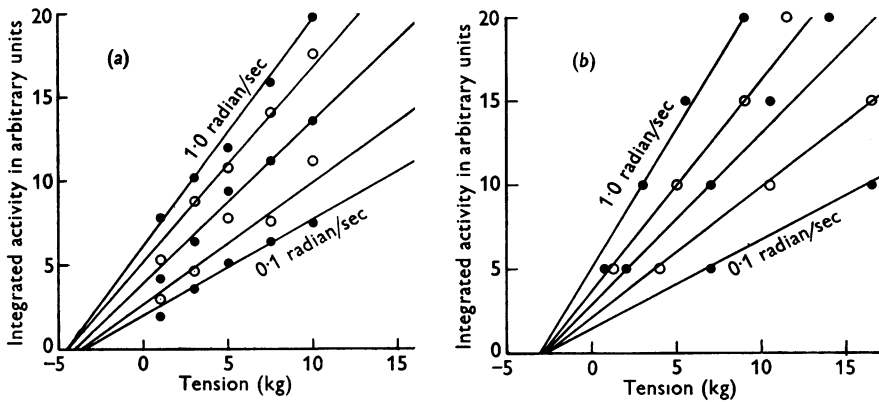 (a)
Integrated activity in arbitrary units
20
15
10
5
0
1·0 radian/sec
0·1 radian/sec
-5
0
5
10
15
Tension (kg)
(b)
Integrated activity in arbitrary units
20
15
10
5
0
1·0 radian/sec
0·1 radian/sec
-5
0
5
10
15
Tension (kg)